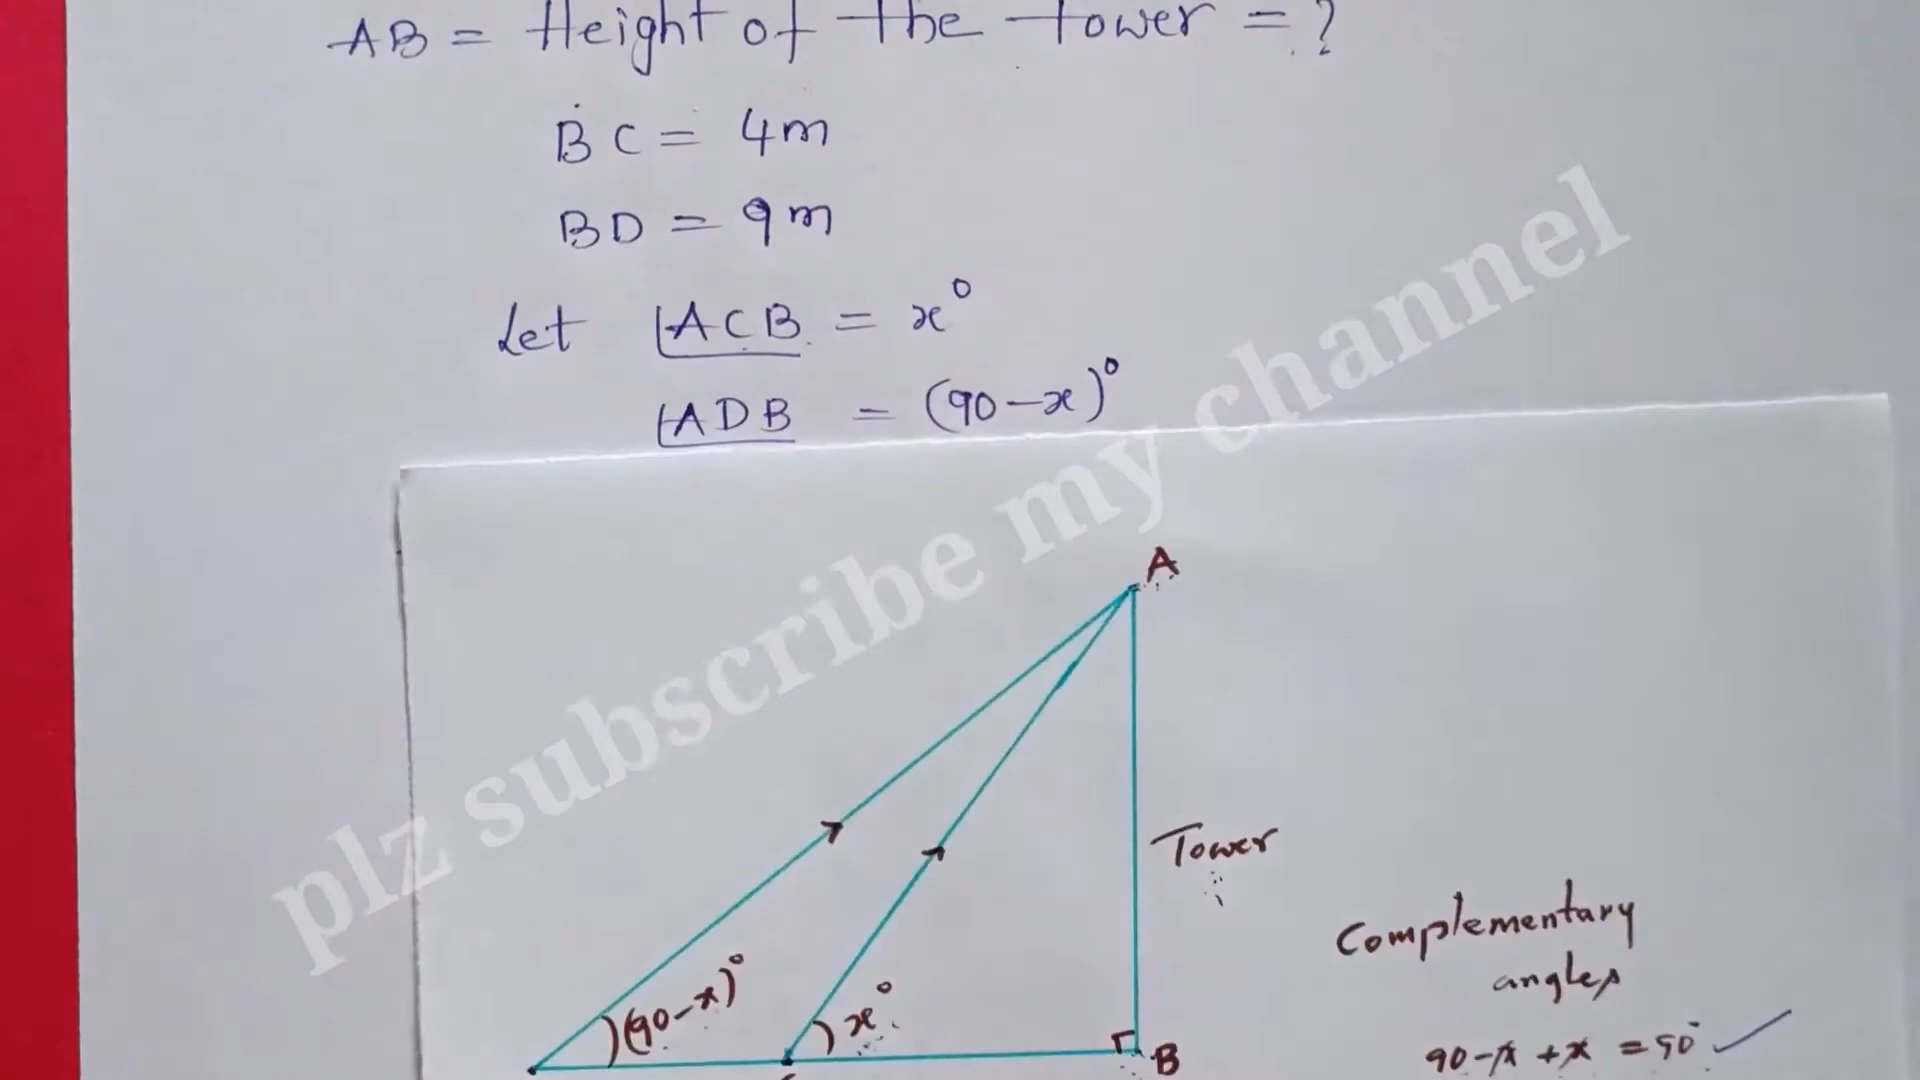 AB = Height of the tower = ?
BC = 4m
BD = 9m
Let ∠ACB = x°
∠ADB = (90-x)°
plz subscribe my channel
A
Tower
Complementary
angles
(90-x)°
x°
B
90-x+x = 90°